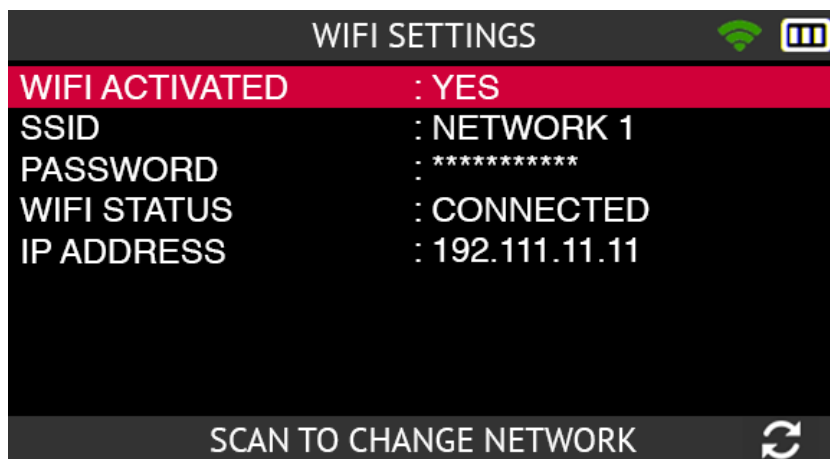 WIFI SETTINGS
WIFI ACTIVATED : YES
SSID : NETWORK 1
PASSWORD : ***********
WIFI STATUS : CONNECTED
IP ADDRESS : 192.111.11.11
SCAN TO CHANGE NETWORK